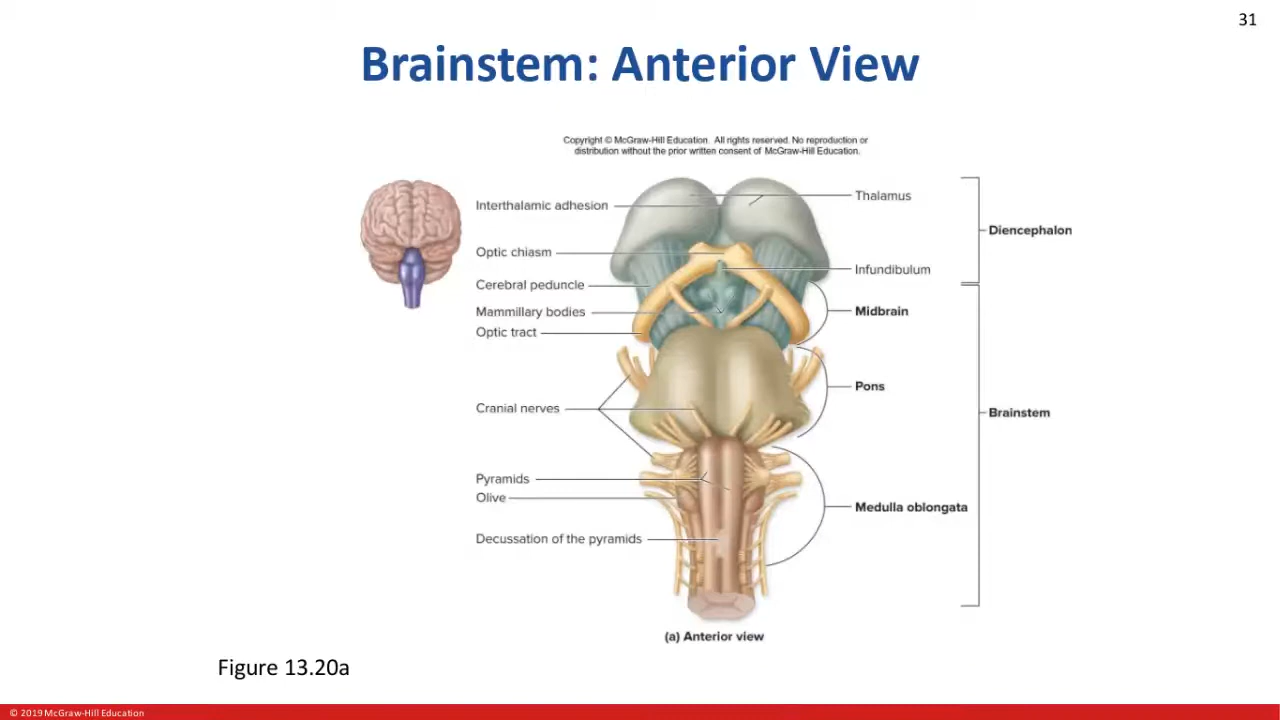 31
Brainstem: Anterior View
Copyright © McGraw-Hill Education. All rights reserved. No reproduction or
distribution without the prior written consent of McGraw-Hill Education.
Interthalamic adhesion
Optic chiasm
Cerebral peduncle
Mammillary bodies
Optic tract
Cranial nerves
Pyramids
Olive
Decussation of the pyramids
Thalamus
Infundibulum
Midbrain
Pons
Medulla oblongata
Diencephalon
Brainstem
(a) Anterior view
Figure 13.20a
© 2019 McGraw-Hill Education